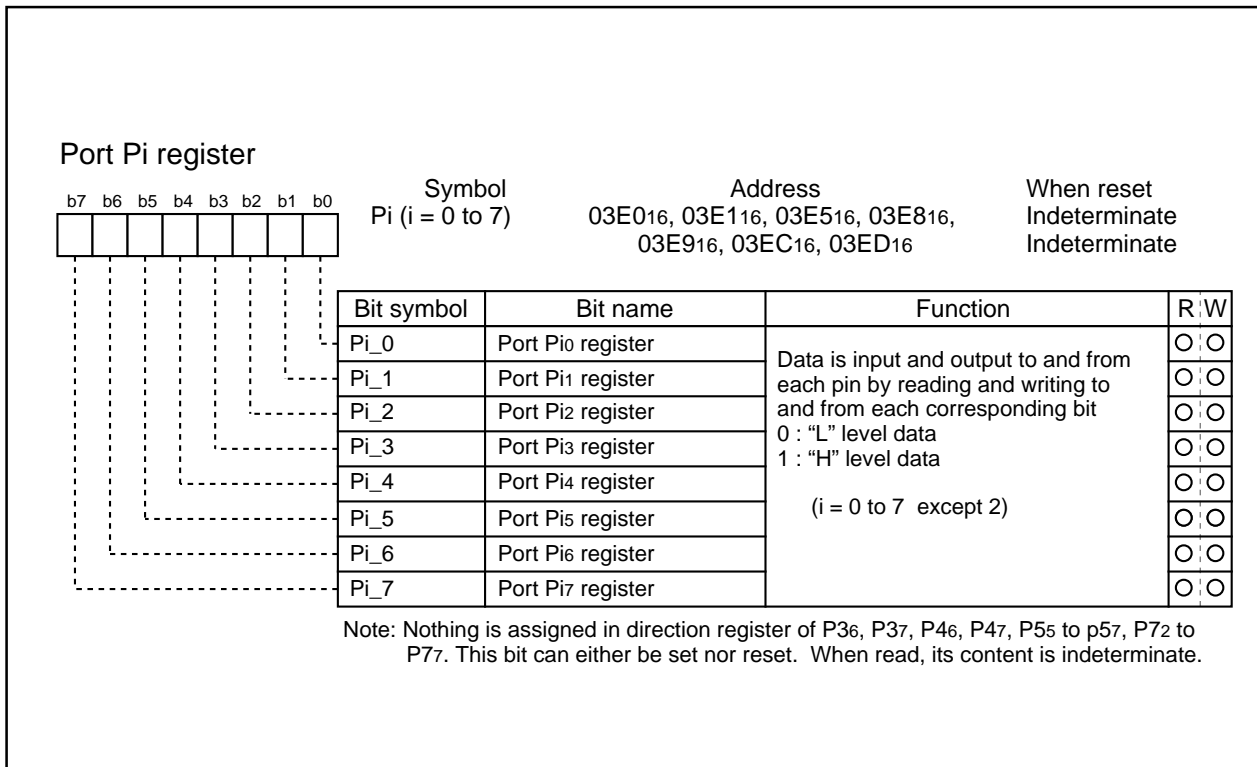 Port Pi register
b7 b6 b5 b4 b3 b2 b1 b0
Symbol Address When reset
Pi (i = 0 to 7) 03E016, 03E116, 03E516, 03E816, Indeterminate
03E916, 03EC16, 03ED16 Indeterminate
Bit symbol Bit name Function R W
Pi_0 Port Pi0 register
Pi_1 Port Pi1 register
Pi_2 Port Pi2 register
Pi_3 Port Pi3 register
Pi_4 Port Pi4 register
Pi_5 Port Pi5 register
Pi_6 Port Pi6 register
Pi_7 Port Pi7 register
Data is input and output to and from
each pin by reading and writing to
and from each corresponding bit
0 : “L” level data
1 : “H” level data
(i = 0 to 7 except 2)
Note: Nothing is assigned in direction register of P36, P37, P46, P47, P55 to p57, P72 to
P77. This bit can either be set nor reset. When read, its content is indeterminate.